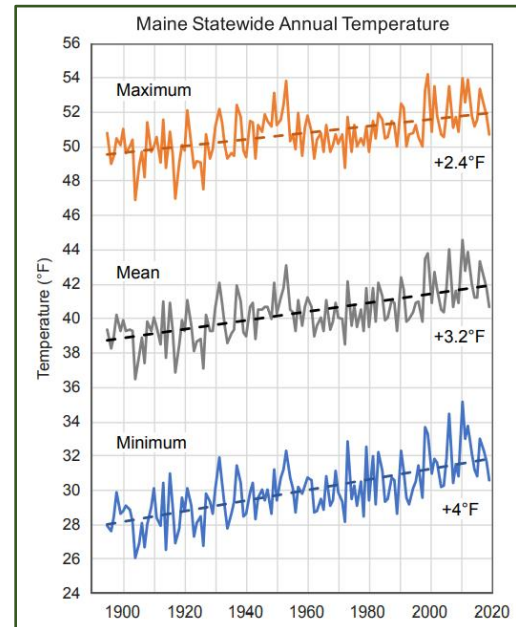 Maine Statewide Annual Temperature
56
54
Maximum
52
50
+2.4°F
48
46
44
Mean
42
Temperature (°F)
40
+3.2°F
38
36
34
Minimum
32
30
+4°F
28
26
24
1900 1920 1940 1960 1980 2000 2020